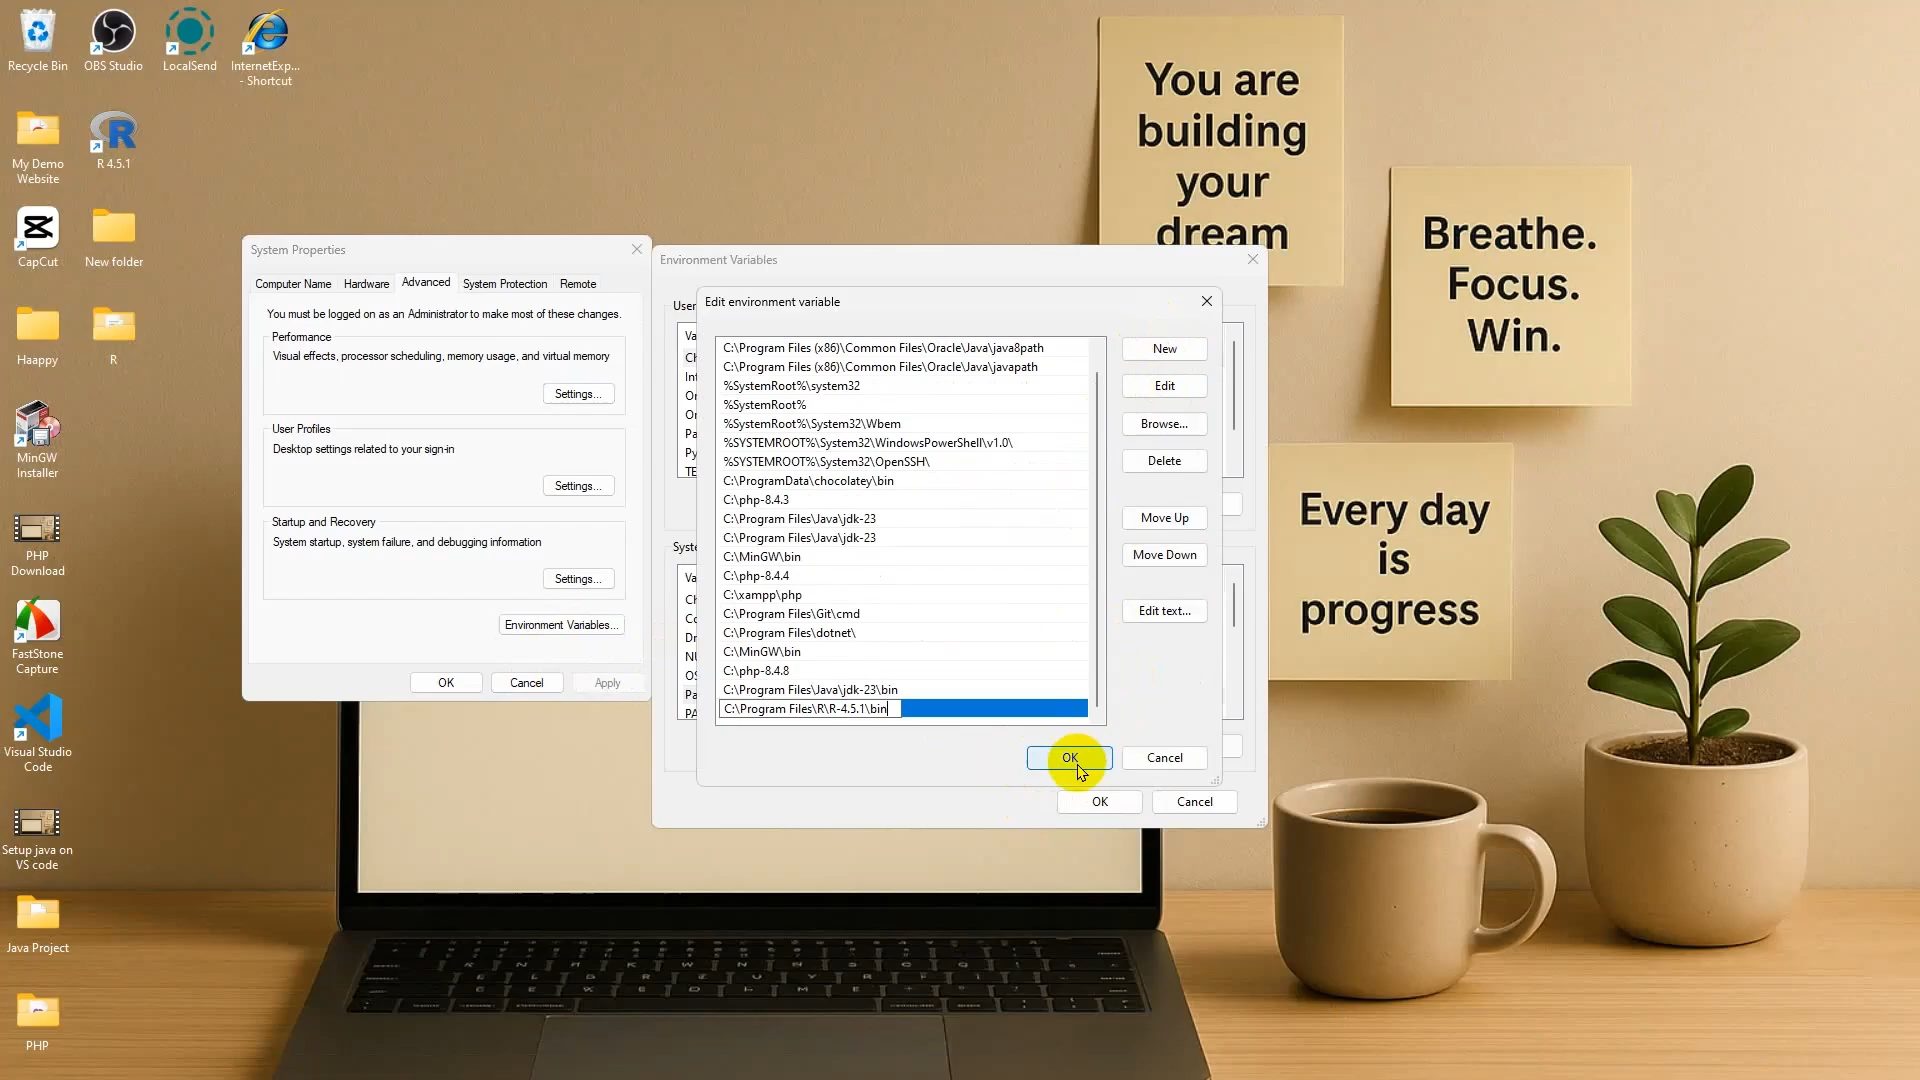 Recycle Bin
OBS Studio
LocalSend
InternetExp...
- Shortcut
My Demo
Website
R 4.5.1
CapCut
New folder
Haappy
R
MinGW
Installer
PHP
Download
FastStone
Capture
Visual Studio
Code
Setup java on
VS code
Java Project
PHP
You are
building
your
dream
Breathe.
Focus.
Win.
Every day
is
progress
System Properties
Computer Name
Hardware
Advanced
System Protection
Remote
You must be logged on as an Administrator to make most of these changes.
Performance
Visual effects, processor scheduling, memory usage, and virtual memory
Settings...
User Profiles
Desktop settings related to your sign-in
Settings...
Startup and Recovery
System startup, system failure, and debugging information
Settings...
Environment Variables...
OK
Cancel
Apply
Environment Variables
User
Va
Pa
Py
TE
Syst
Va
Pa
PA
OK
Cancel
Edit environment variable
C:\Program Files (x86)\Common Files\Oracle\Java\java8path
C:\Program Files (x86)\Common Files\Oracle\Java\javapath
%SystemRoot%\system32
%SystemRoot%
%SystemRoot%\System32\Wbem
%SYSTEMROOT%\System32\WindowsPowerShell\v1.0\
%SYSTEMROOT%\System32\OpenSSH\
C:\ProgramData\chocolatey\bin
C:\php-8.4.3
C:\Program Files\Java\jdk-23
C:\Program Files\Java\jdk-23
C:\MinGW\bin
C:\php-8.4.4
C:\xampp\php
C:\Program Files\Git\cmd
C:\Program Files\dotnet\
C:\MinGW\bin
C:\php-8.4.8
C:\Program Files\Java\jdk-23\bin
C:\Program Files\R\R-4.5.1\bin
New
Edit
Browse...
Delete
Move Up
Move Down
Edit text...
OK
Cancel